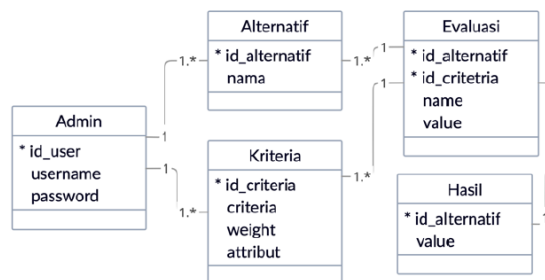 Alternatif
* id_alternatif
nama
Evaluasi
* id_alternatif
* id_critetria
name
value
1.*
1.*
1
1
Admin
* id_user
username
password
1
1
1.*
Kriteria
* id_criteria
criteria
weight
attribut
1.*
Hasil
* id_alternatif
value